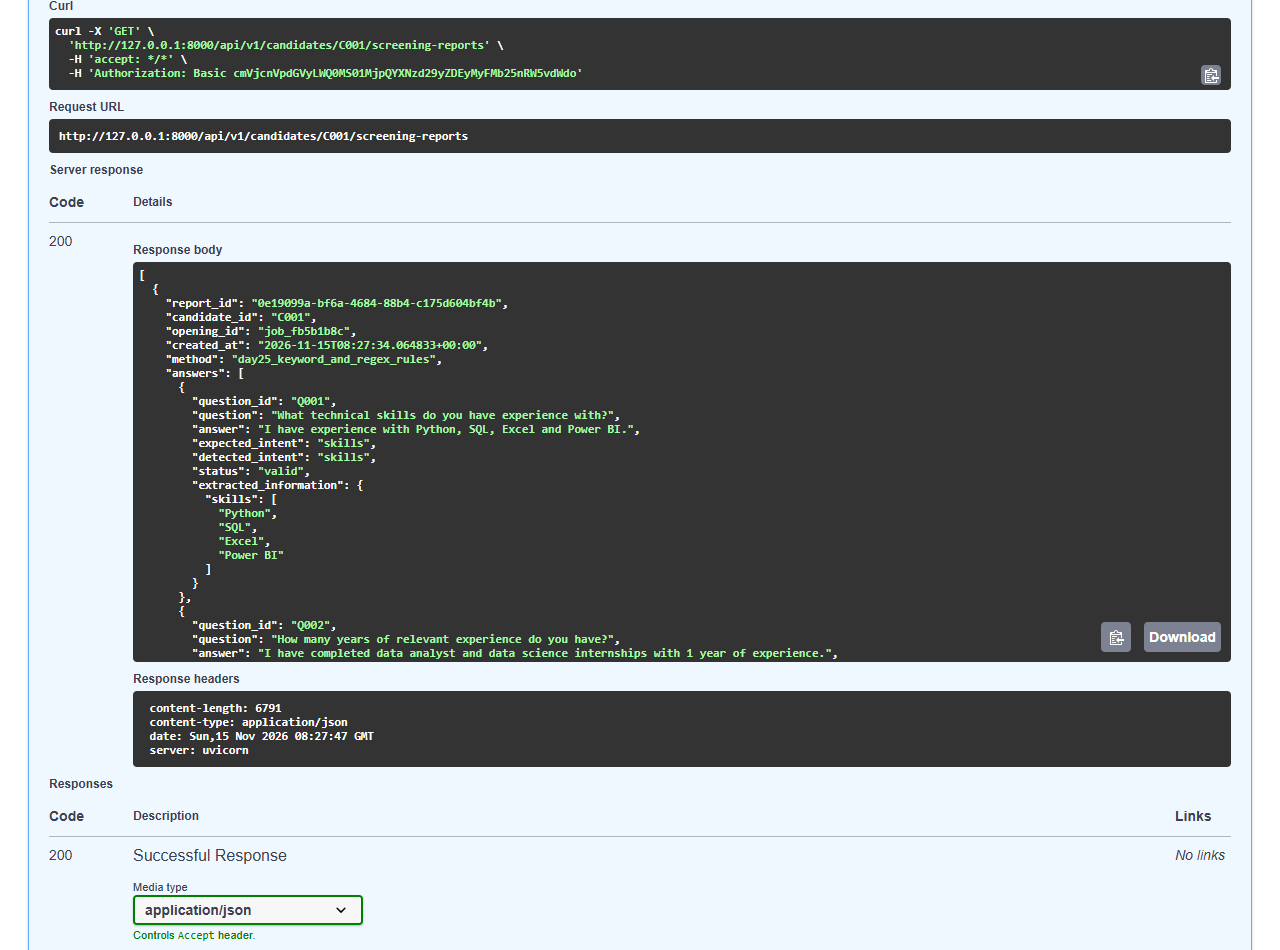 Curl
curl -X 'GET' \
'http://127.0.0.1:8000/api/v1/candidates/C001/screening-reports' \
-H 'accept: */*' \
-H 'Authorization: Basic cmVjcnVpdGVyLWQ0MS01MjpQYXNzd29yZDEyMyFMb25nRW5vdWdo'
Request URL
http://127.0.0.1:8000/api/v1/candidates/C001/screening-reports
Server response
Code Details
200
Response body
[
{
"report_id": "0e19099a-bf6a-4684-88b4-c175d604bf4b",
"candidate_id": "C001",
"opening_id": "job_fb5b1b8c",
"created_at": "2026-11-15T08:27:34.064833+00:00",
"method": "day25_keyword_and_regex_rules",
"answers": [
{
"question_id": "Q001",
"question": "What technical skills do you have experience with?",
"answer": "I have experience with Python, SQL, Excel and Power BI.",
"expected_intent": "skills",
"detected_intent": "skills",
"status": "valid",
"extracted_information": {
"skills": [
"Python",
"SQL",
"Excel",
"Power BI"
]
}
},
{
"question_id": "Q002",
"question": "How many years of relevant experience do you have?",
"answer": "I have completed data analyst and data science internships with 1 year of experience.",
Download
Response headers
content-length: 6791
content-type: application/json
date: Sun,15 Nov 2026 08:27:47 GMT
server: uvicorn
Responses
Code Description Links
200 Successful Response No links
Media type
application/json
Controls Accept header.